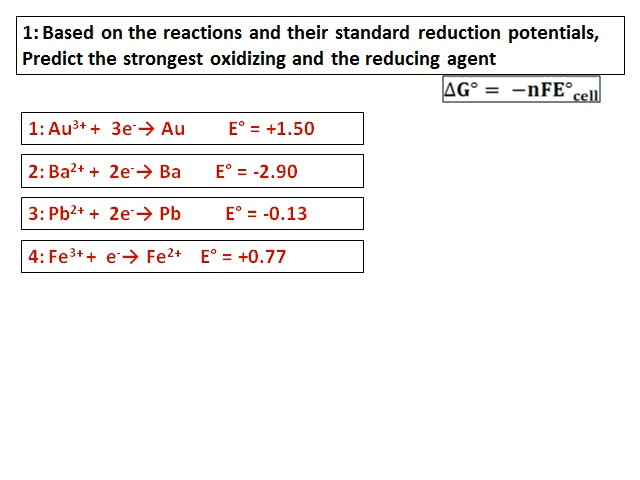 1: Based on the reactions and their standard reduction potentials,
Predict the strongest oxidizing and the reducing agent
ΔG° = −nFE°cell
1: Au³⁺ + 3e⁻→ Au E° = +1.50
2: Ba²⁺ + 2e⁻→ Ba E° = -2.90
3: Pb²⁺ + 2e⁻→ Pb E° = -0.13
4: Fe³⁺ + e⁻→ Fe²⁺ E° = +0.77